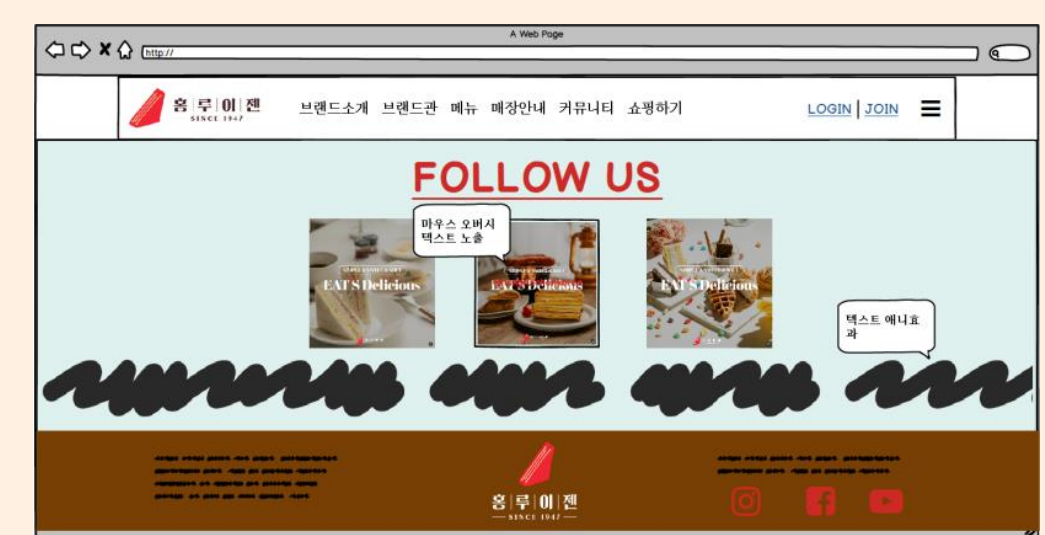 A Web Page
http://
홍|루|이|젠
SINCE 1947
브랜드소개 브랜드관 메뉴 매장안내 커뮤니티 쇼핑하기
LOGIN | JOIN
FOLLOW US
마우스 오버시
텍스트 노출
EAT'S Delicious
EAT'S Delicious
EAT'S Delicious
텍스트 애니효
과
홍|루|이|젠
SINCE 1947